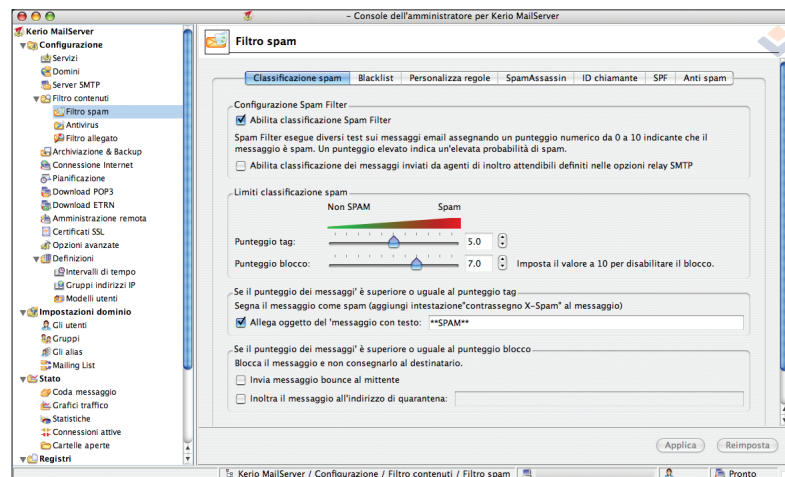 – Console dell'amministratore per Kerio MailServer
Kerio MailServer
Configurazione
Servizi
Domini
Server SMTP
Filtro contenuti
Filtro spam
Antivirus
Filtro allegato
Archiviazione & Backup
Connessione Internet
Pianificazione
Download POP3
Download ETRN
Amministrazione remota
Certificati SSL
Opzioni avanzate
Definizioni
Intervalli di tempo
Gruppi indirizzi IP
Modelli utenti
Impostazioni dominio
Gli utenti
Gruppi
Gli alias
Mailing List
Stato
Coda messaggio
Grafici traffico
Statistiche
Connessioni attive
Cartelle aperte
Registri
Filtro spam
Classificazione spam Blacklist Personalizza regole SpamAssassin ID chiamante SPF Anti spam
Configurazione Spam Filter
Abilita classificazione Spam Filter
Spam Filter esegue diversi test sui messaggi email assegnando un punteggio numerico da 0 a 10 indicante che il
messaggio è spam. Un punteggio elevato indica un'elevata probabilità di spam.
Abilita classificazione dei messaggi inviati da agenti di inoltro attendibili definiti nelle opzioni relay SMTP
Limiti classificazione spam
Non SPAM Spam
Punteggio tag: 5.0
Punteggio blocco: 7.0 Imposta il valore a 10 per disabilitare il blocco.
Se il punteggio dei messaggi' è superiore o uguale al punteggio tag
Segna il messaggio come spam (aggiungi intestazione"contrassegno X-Spam" al messaggio)
Allega oggetto del 'messaggio con testo: **SPAM**
Se il punteggio dei messaggi' è superiore o uguale al punteggio blocco
Blocca il messaggio e non consegnarlo al destinatario.
Invia messaggio bounce al mittente
Inoltra il messaggio all'indirizzo di quarantena:
Applica Reimposta
Kerio MailServer / Configurazione / Filtro contenuti / Filtro spam Pronto